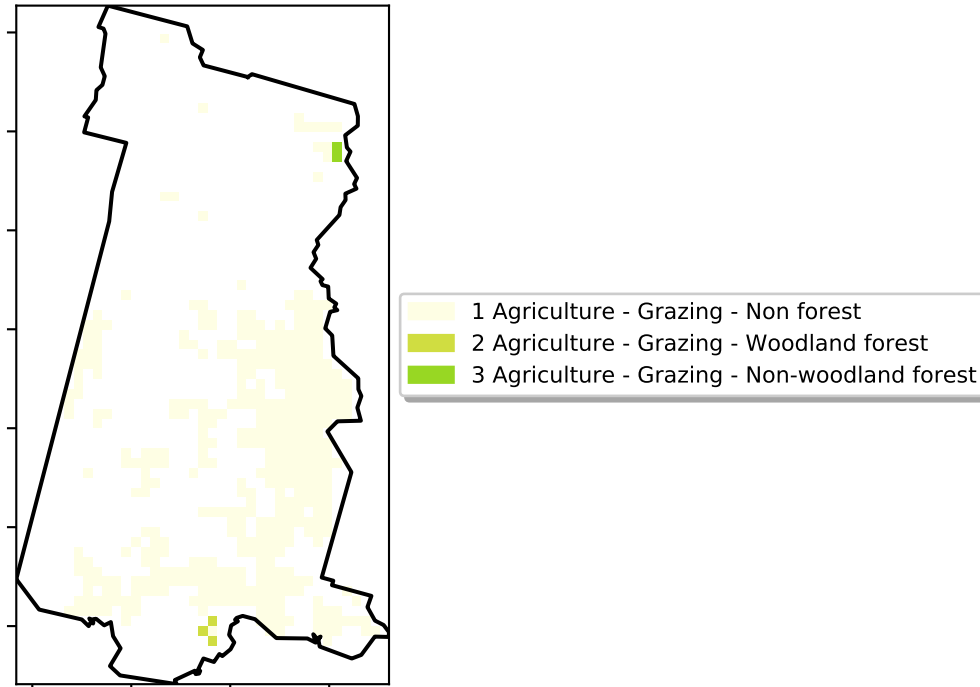 1 Agriculture - Grazing - Non forest
2 Agriculture - Grazing - Woodland forest
3 Agriculture - Grazing - Non-woodland forest